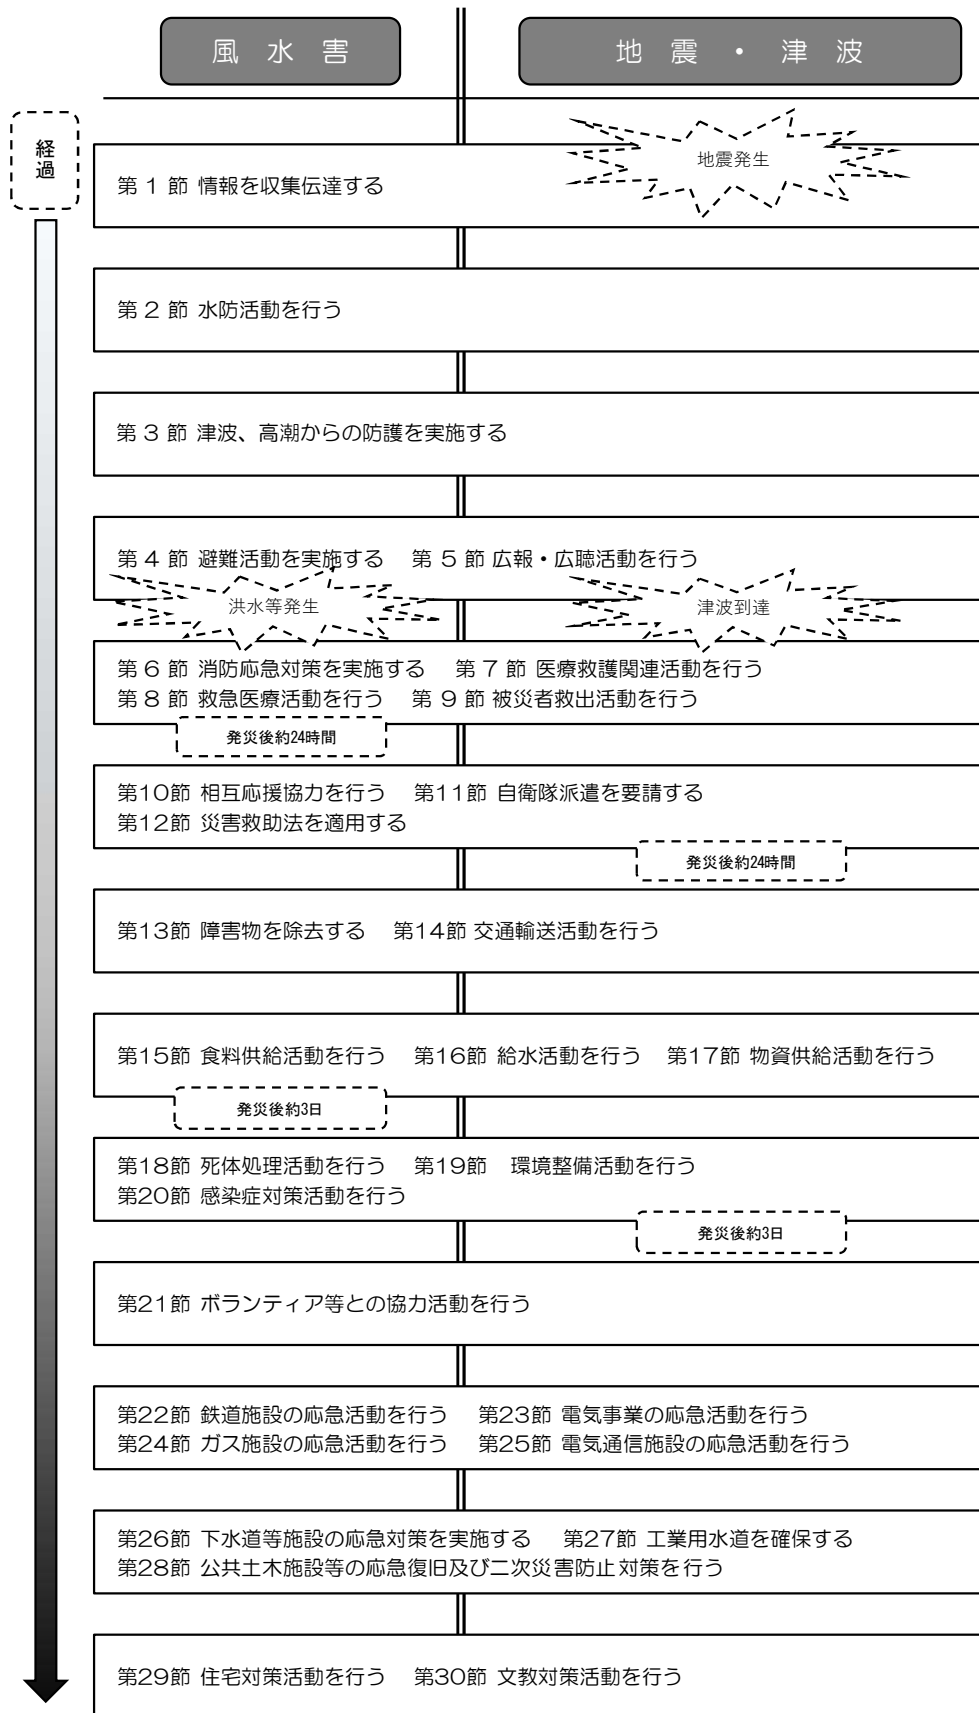 風 水 害
地 震 ・ 津 波
経過
地震発生
第 1 節 情報を収集伝達する
第 2 節 水防活動を行う
第 3 節 津波、高潮からの防護を実施する
第 4 節 避難活動を実施する 第 5 節 広報・広聴活動を行う
洪水等発生
津波到達
第 6 節 消防応急対策を実施する 第 7 節 医療救護関連活動を行う
第 8 節 救急医療活動を行う 第 9 節 被災者救出活動を行う
発災後約24時間
第10節 相互応援協力を行う 第11節 自衛隊派遣を要請する
第12節 災害救助法を適用する
発災後約24時間
第13節 障害物を除去する 第14節 交通輸送活動を行う
第15節 食料供給活動を行う 第16節 給水活動を行う 第17節 物資供給活動を行う
発災後約3日
第18節 死体処理活動を行う 第19節 環境整備活動を行う
第20節 感染症対策活動を行う
発災後約3日
第21節 ボランティア等との協力活動を行う
第22節 鉄道施設の応急活動を行う 第23節 電気事業の応急活動を行う
第24節 ガス施設の応急活動を行う 第25節 電気通信施設の応急活動を行う
第26節 下水道等施設の応急対策を実施する 第27節 工業用水道を確保する
第28節 公共土木施設等の応急復旧及び二次災害防止対策を行う
第29節 住宅対策活動を行う 第30節 文教対策活動を行う